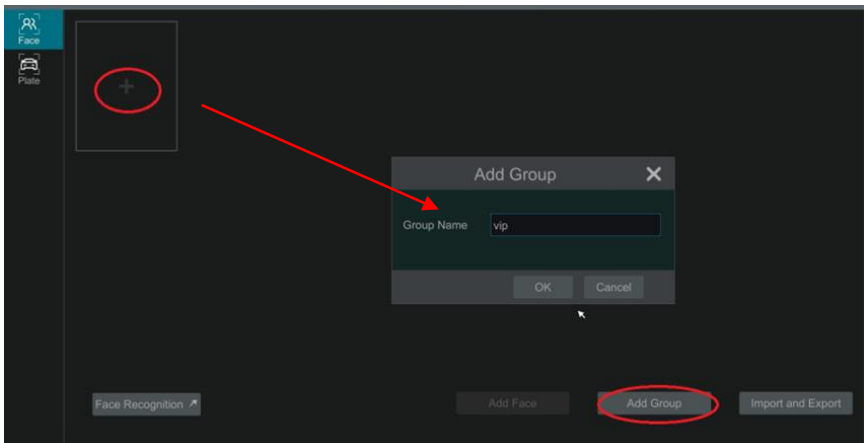 Face
Plate
Add Group
Group Name vip
OK Cancel
Face Recognition Add Face Add Group Import and Export